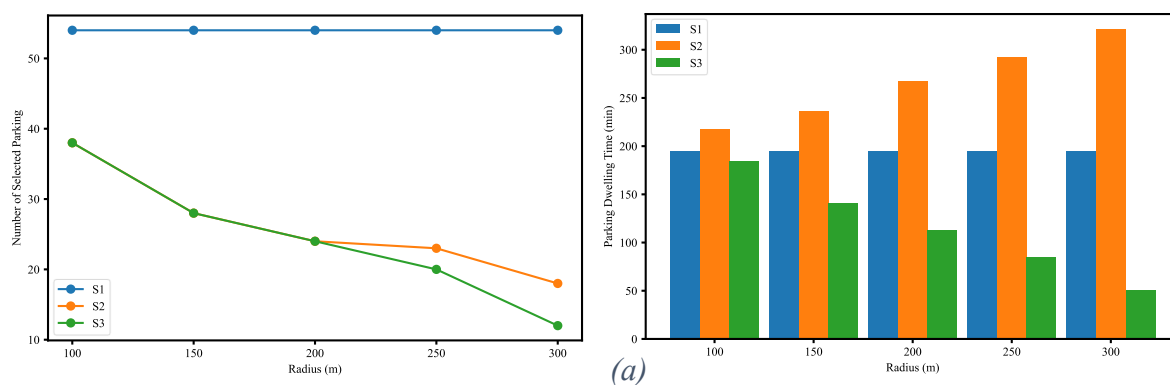 Number of Selected Parking
50
40
30
20
10
S1
S2
S3
100 150 200 250 300
Radius (m)
Parking Dwelling Time (min)
300
250
200
150
100
50
0
S1
S2
S3
100 150 200 250 300
Radius (m)
(a)